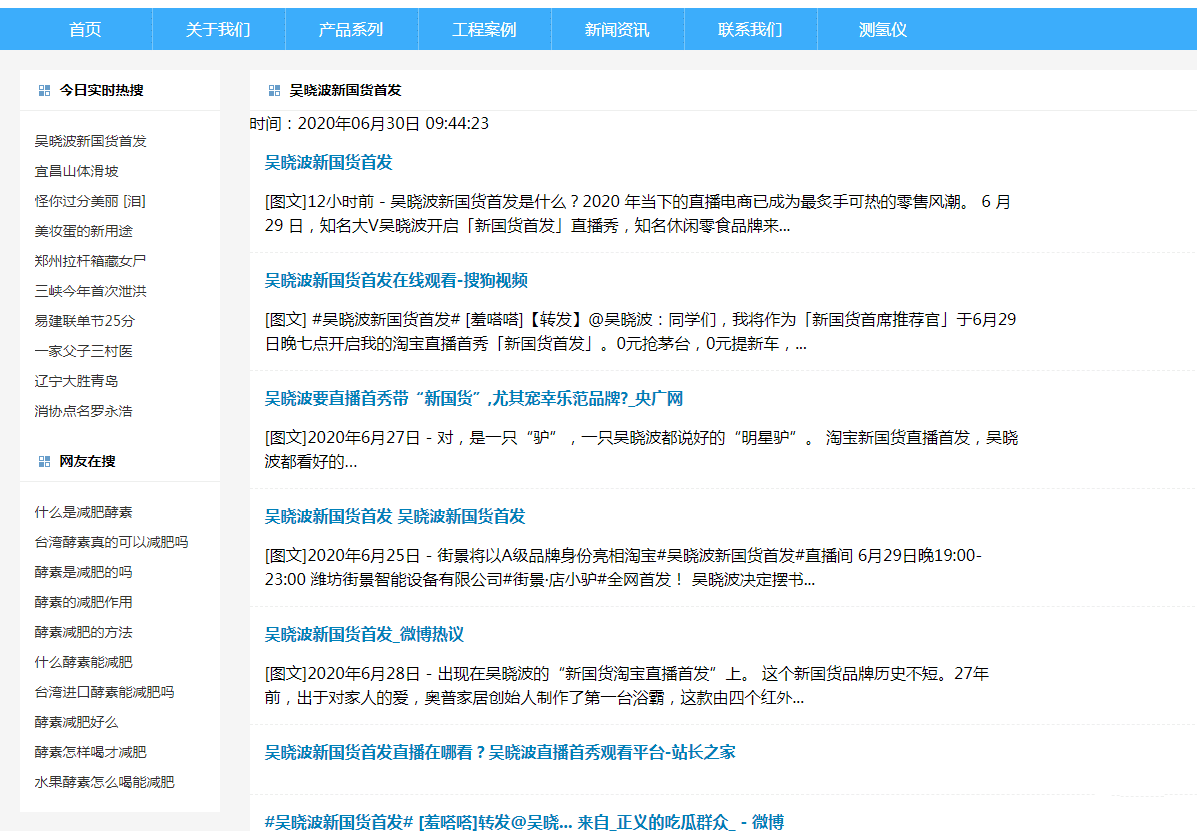 首页 关于我们 产品系列 工程案例 新闻资讯 联系我们 测氡仪
今日实时热搜
吴晓波新国货首发
宜昌山体滑坡
怪你过分美丽 [泪]
美妆蛋的新用途
郑州拉杆箱藏女尸
三峡今年首次泄洪
易建联单节25分
一家父子三村医
辽宁大胜青岛
消协点名罗永浩
网友在搜
什么是减肥酵素
台湾酵素真的可以减肥吗
酵素是减肥的吗
酵素的减肥作用
酵素减肥的方法
什么酵素能减肥
台湾进口酵素能减肥吗
酵素减肥好么
酵素怎样喝才减肥
水果酵素怎么喝能减肥
吴晓波新国货首发
时间：2020年06月30日 09:44:23
吴晓波新国货首发
[图文]12小时前 - 吴晓波新国货首发是什么？2020 年当下的直播电商已成为最炙手可热的零售风潮。 6 月
29 日，知名大V吴晓波开启「新国货首发」直播秀，知名休闲零食品牌来...
吴晓波新国货首发在线观看-搜狗视频
[图文] #吴晓波新国货首发# [羞嗒嗒]【转发】@吴晓波：同学们，我将作为「新国货首席推荐官」于6月29
日晚七点开启我的淘宝直播首秀「新国货首发」。0元抢茅台，0元提新车，...
吴晓波要直播首秀带“新国货”,尤其宠幸乐范品牌?_央广网
[图文]2020年6月27日 - 对，是一只“驴”，一只吴晓波都说好的“明星驴”。 淘宝新国货直播首发，吴晓
波都看好的...
吴晓波新国货首发 吴晓波新国货首发
[图文]2020年6月25日 - 街景将以A级品牌身份亮相淘宝#吴晓波新国货首发#直播间 6月29日晚19:00-
23:00 潍坊街景智能设备有限公司#街景·店小驴#全网首发！ 吴晓波决定摆书...
吴晓波新国货首发_微博热议
[图文]2020年6月28日 - 出现在吴晓波的“新国货淘宝直播首发”上。 这个新国货品牌历史不短。27年
前，出于对家人的爱，奥普家居创始人制作了第一台浴霸，这款由四个红外...
吴晓波新国货首发直播在哪看？吴晓波直播首秀观看平台-站长之家
#吴晓波新国货首发# [羞嗒嗒]转发@吴晓... 来自_正义的吃瓜群众_ - 微博